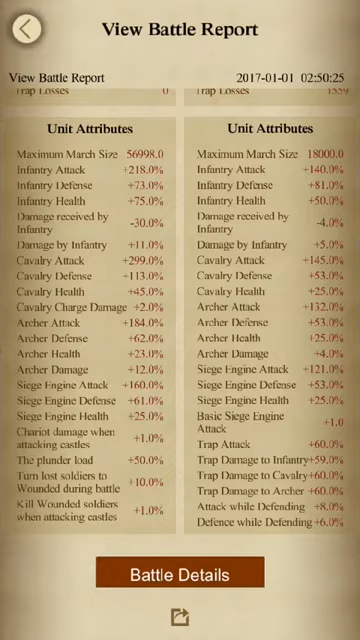 View Battle Report
View Battle Report 2017-01-01 02:50:25
Trap Losses 0
Trap Losses 1559
Unit Attributes
Maximum March Size 56998.0
Infantry Attack +218.0%
Infantry Defense +73.0%
Infantry Health +75.0%
Damage received by
Infantry -30.0%
Damage by Infantry +11.0%
Cavalry Attack +299.0%
Cavalry Defense +113.0%
Cavalry Health +45.0%
Cavalry Charge Damage +2.0%
Archer Attack +184.0%
Archer Defense +62.0%
Archer Health +23.0%
Archer Damage +12.0%
Siege Engine Attack +160.0%
Siege Engine Defense +61.0%
Siege Engine Health +25.0%
Chariot damage when
attacking castles +1.0%
The plunder load +50.0%
Turn lost soldiers to
Wounded during battle +10.0%
Kill Wounded soldiers
when attacking castles +1.0%
Unit Attributes
Maximum March Size 18000.0
Infantry Attack +140.0%
Infantry Defense +81.0%
Infantry Health +50.0%
Damage received by
Infantry -4.0%
Damage by Infantry +5.0%
Cavalry Attack +145.0%
Cavalry Defense +53.0%
Cavalry Health +25.0%
Archer Attack +132.0%
Archer Defense +53.0%
Archer Health +25.0%
Archer Damage +4.0%
Siege Engine Attack +121.0%
Siege Engine Defense +53.0%
Siege Engine Health +25.0%
Basic Siege Engine
Attack +1.0
Trap Attack +60.0%
Trap Damage to Infantry +59.0%
Trap Damage to Cavalry +60.0%
Trap Damage to Archer +60.0%
Attack while Defending +8.0%
Defence while Defending +6.0%
Battle Details